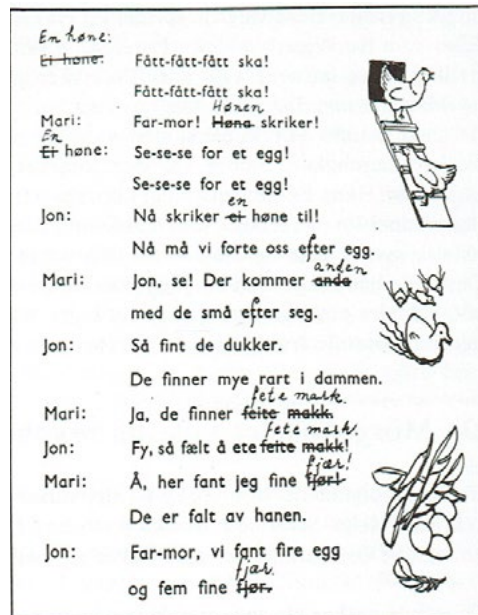 En høne:
Ei høne: Fått-fått-fått ska!
Fått-fått-fått ska!
Hønen
Mari: Far-mor! Høna skriker!
En
Ei høne: Se-se-se for et egg!
Se-se-se for et egg!
en
Jon: Nå skriker ei høne til!
Nå må vi forte oss efter egg.
anden
Mari: Jon, se! Der kommer anda
med de små efter seg.
Jon: Så fint de dukker.
De finner mye rart i dammen.
fete mark.
Mari: Ja, de finner feite makk.
fete mark!
Jon: Fy, så fælt å ete feite makk!
fjær!
Mari: Å, her fant jeg fine fjør!
De er falt av hanen.
Jon: Far-mor, vi fant fire egg
fjær.
og fem fine fjør.